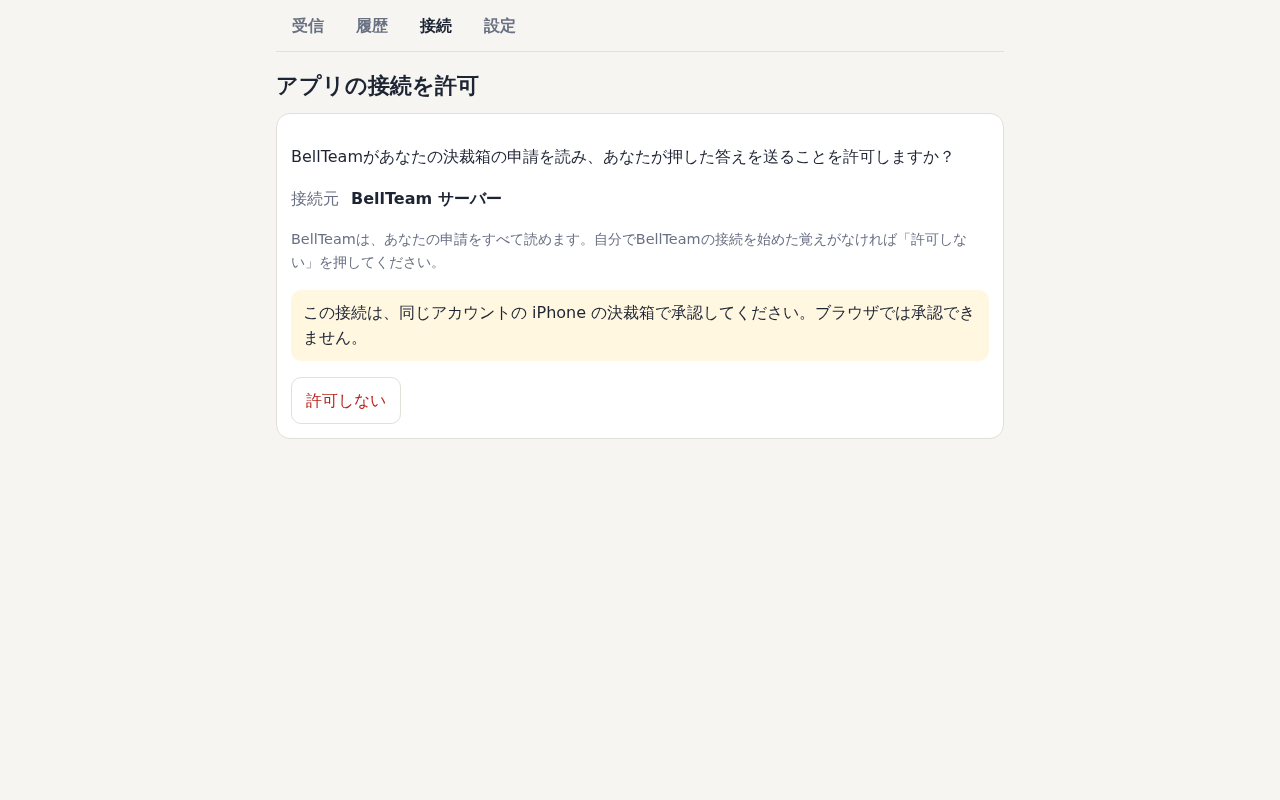 受信 履歴 接続 設定
アプリの接続を許可
BellTeamがあなたの決裁箱の申請を読み、あなたが押した答えを送ることを許可しますか？
接続元 BellTeam サーバー
BellTeamは、あなたの申請をすべて読めます。自分でBellTeamの接続を始めた覚えがなければ「許可しな
い」を押してください。
この接続は、同じアカウントの iPhone の決裁箱で承認してください。ブラウザでは承認でき
ません。
許可しない